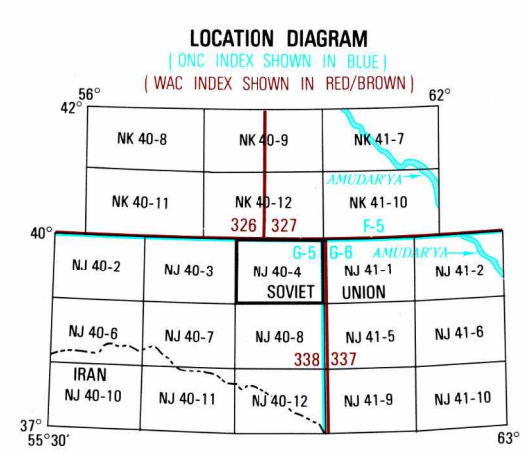 LOCATION DIAGRAM
( ONC INDEX SHOWN IN BLUE )
( WAC INDEX SHOWN IN RED/BROWN )
56° 62°
42°
NK 40-8 NK 40-9 NK 41-7
AMUDAR'YA
NK 40-11 NK 40-12 NK 41-10
326 327 F-5
40°
G-5 G-6 AMUDAR'YA
NJ 40-2 NJ 40-3 NJ 40-4 NJ 41-1 NJ 41-2
SOVIET UNION
NJ 40-6 NJ 40-7 NJ 40-8 NJ 41-5 NJ 41-6
338 337
IRAN
NJ 40-10 NJ 40-11 NJ 40-12 NJ 41-9 NJ 41-10
37°
55°30' 63°